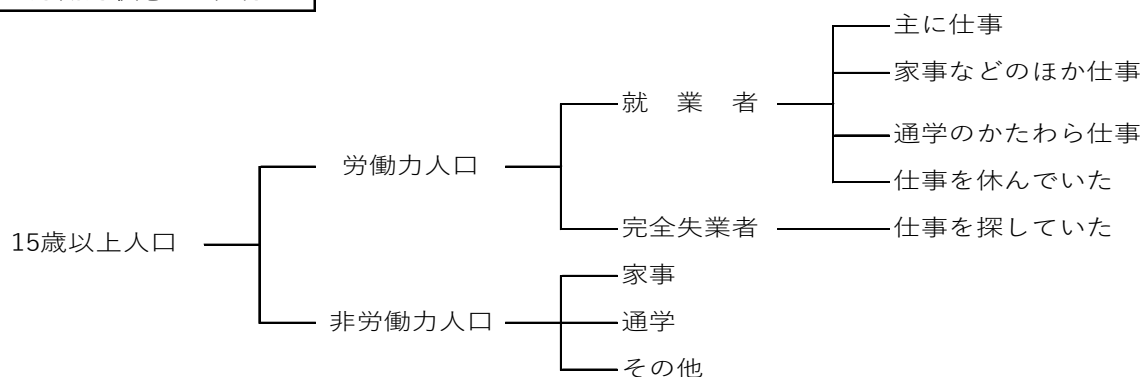 主に仕事
家事などのほか仕事
就　業　者
通学のかたわら仕事
労働力人口
仕事を休んでいた
15歳以上人口
完全失業者
仕事を探していた
家事
非労働力人口
通学
その他